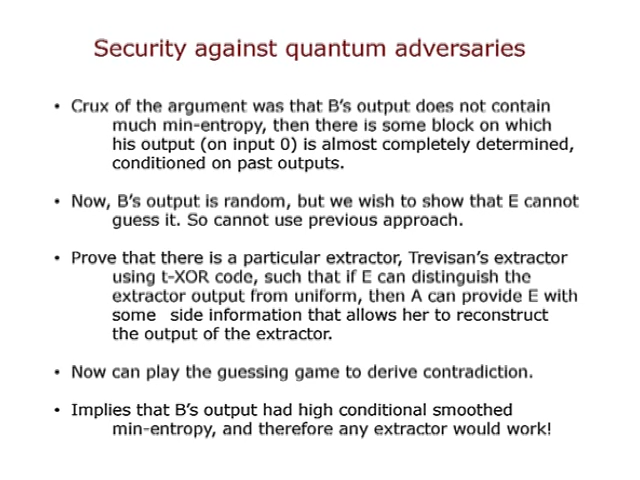 Security against quantum adversaries
• Crux of the argument was that B's output does not contain
much min-entropy, then there is some block on which
his output (on input 0) is almost completely determined,
conditioned on past outputs.
• Now, B's output is random, but we wish to show that E cannot
guess it. So cannot use previous approach.
• Prove that there is a particular extractor, Trevisan's extractor
using t-XOR code, such that if E can distinguish the
extractor output from uniform, then A can provide E with
some side information that allows her to reconstruct
the output of the extractor.
• Now can play the guessing game to derive contradiction.
• Implies that B's output had high conditional smoothed
min-entropy, and therefore any extractor would work!